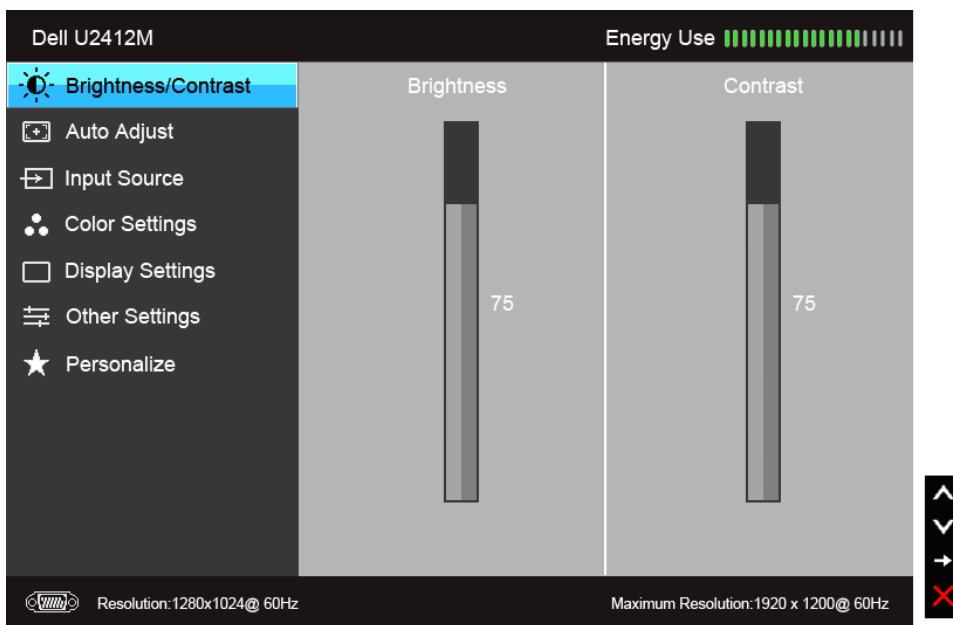 Dell U2412M
Energy Use
Brightness/Contrast
Brightness
Contrast
Auto Adjust
Input Source
Color Settings
Display Settings
75
75
Other Settings
Personalize
Resolution:1280x1024@ 60Hz
Maximum Resolution:1920 x 1200@ 60Hz